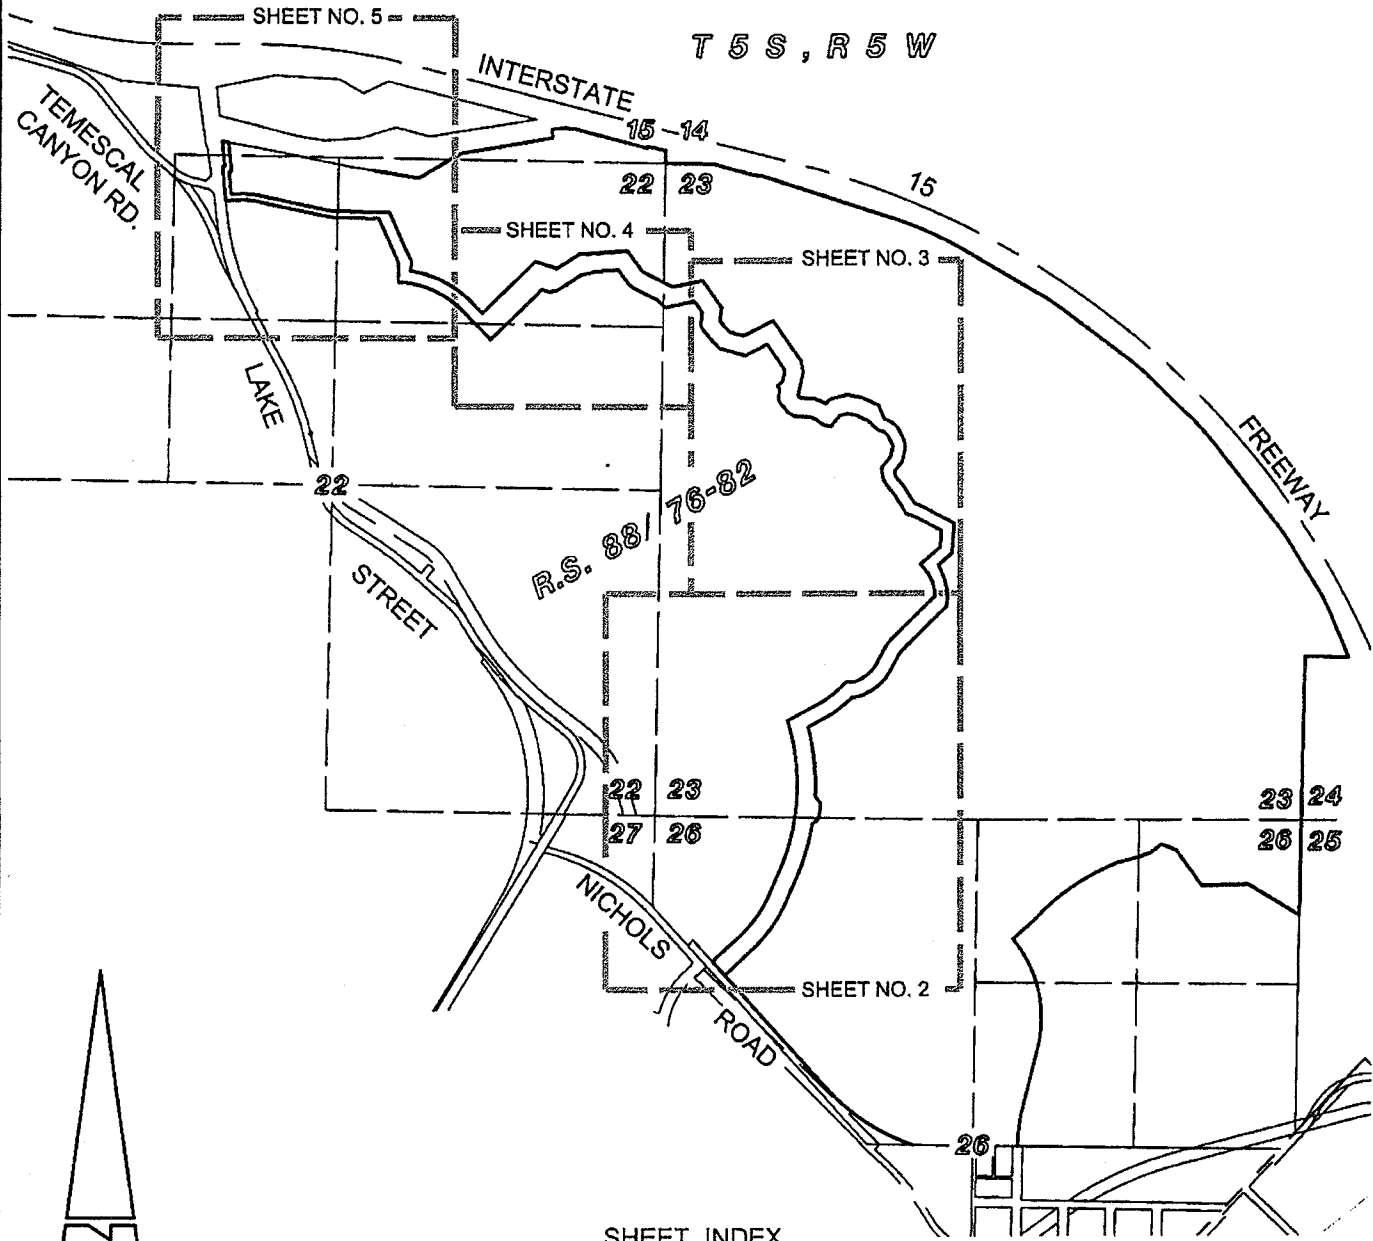 SHEET NO. 5
T 5 S, R 5 W
INTERSTATE
TEMESCAL
CANYON RD.
15 14
22 23
15
SHEET NO. 4
SHEET NO. 3
LAKE
FREEWAY
22
R.S. 88/ 76-82
STREET
22 23
27 26
23 24
26 25
NICHOLS
SHEET NO. 2
ROAD
26
N
SHEET INDEX